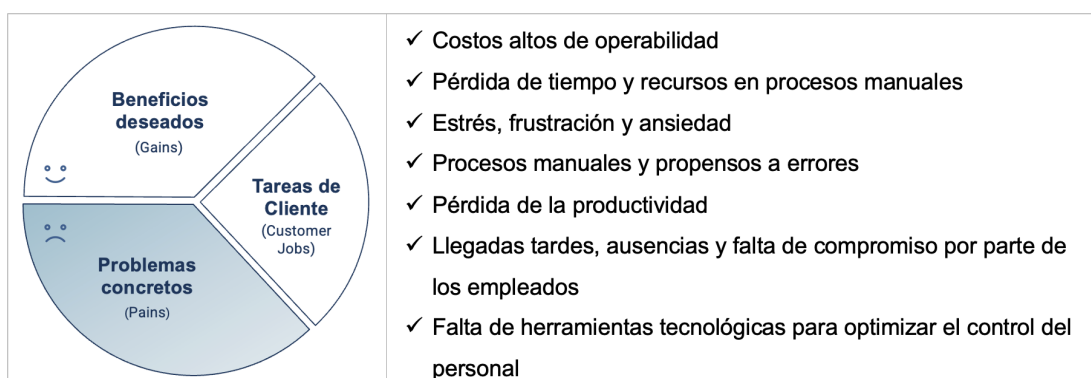 Beneficios
deseados
(Gains)
Tareas de
Cliente
(Customer
Jobs)
Problemas
concretos
(Pains)
✓ Costos altos de operabilidad
✓ Pérdida de tiempo y recursos en procesos manuales
✓ Estrés, frustración y ansiedad
✓ Procesos manuales y propensos a errores
✓ Pérdida de la productividad
✓ Llegadas tardes, ausencias y falta de compromiso por parte de
los empleados
✓ Falta de herramientas tecnológicas para optimizar el control del
personal